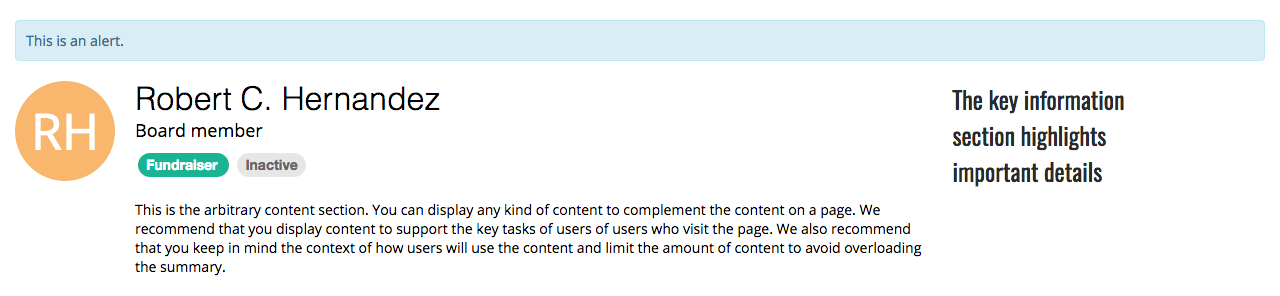 This is an alert.
RH
Robert C. Hernandez
Board member
Fundraiser Inactive
This is the arbitrary content section. You can display any kind of content to complement the content on a page. We
recommend that you display content to support the key tasks of users of users who visit the page. We also recommend
that you keep in mind the context of how users will use the content and limit the amount of content to avoid overloading
the summary.
The key information
section highlights
important details